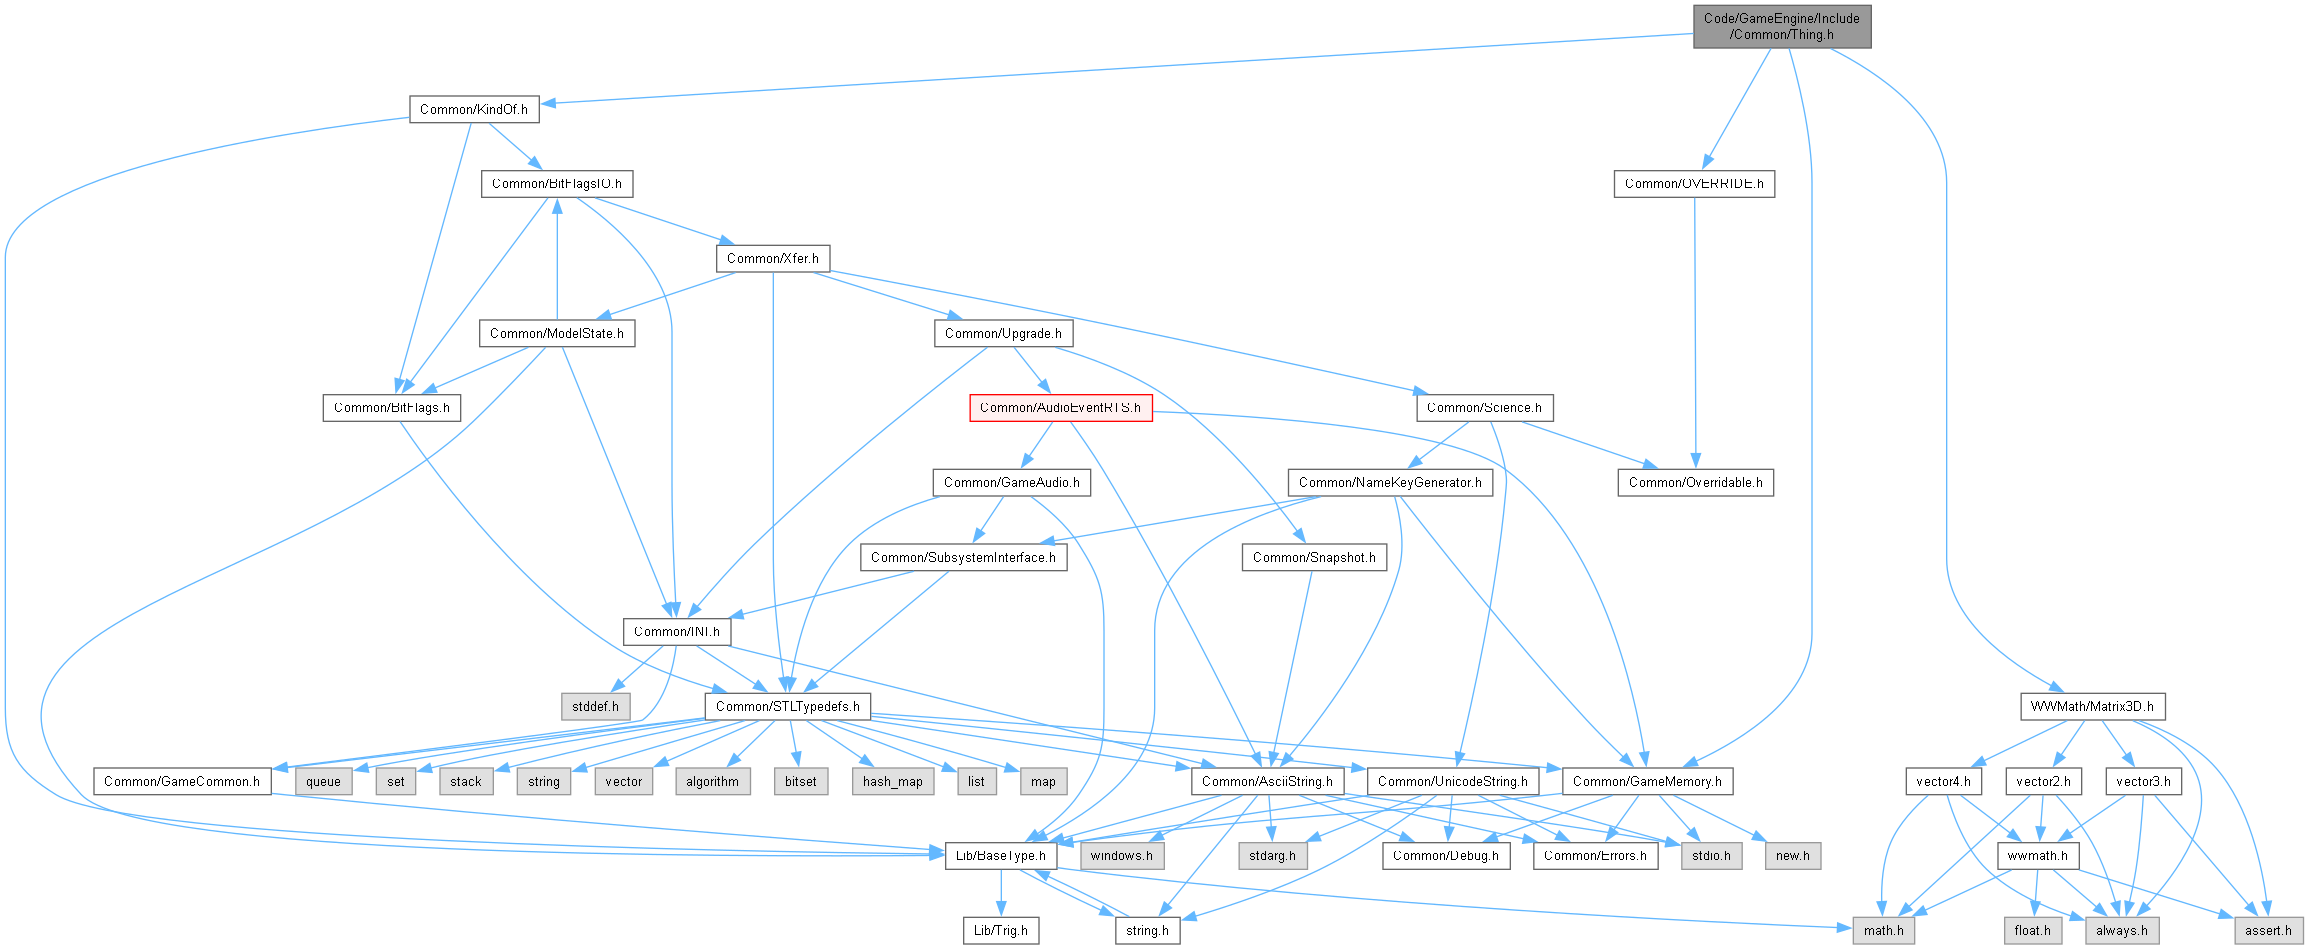 Code/GameEngine/Include
/Common/Thing.h
Common/KindOf.h
Common/BitFlagsIO.h
Common/OVERRIDE.h
Common/Xfer.h
Common/ModelState.h
Common/Upgrade.h
Common/BitFlags.h
Common/AudioEventRTS.h
Common/Science.h
Common/GameAudio.h
Common/NameKeyGenerator.h
Common/Overridable.h
Common/SubsystemInterface.h
Common/Snapshot.h
Common/INI.h
stddef.h
Common/STLTypedefs.h
WWMath/Matrix3D.h
Common/GameCommon.h
queue
set
stack
string
vector
algorithm
bitset
hash_map
list
map
Common/AsciiString.h
Common/UnicodeString.h
Common/GameMemory.h
vector4.h
vector2.h
vector3.h
Lib/BaseType.h
windows.h
stdarg.h
Common/Debug.h
Common/Errors.h
stdio.h
new.h
wwmath.h
Lib/Trig.h
string.h
math.h
float.h
always.h
assert.h